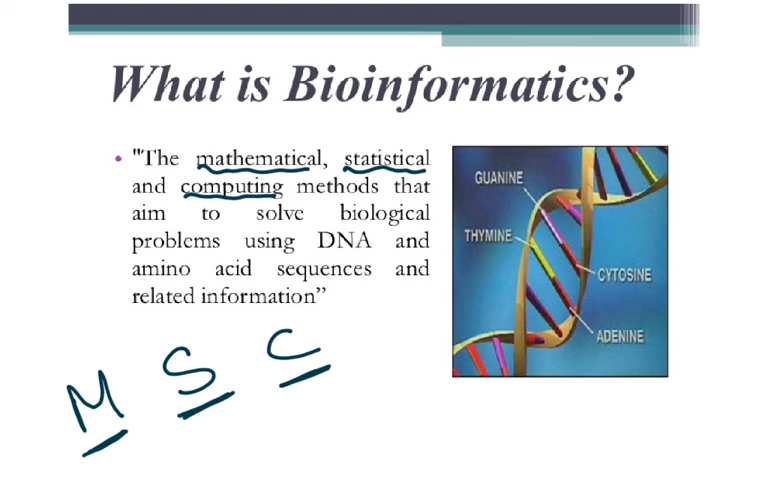 What is Bioinformatics?
• "The mathematical, statistical
and computing methods that
aim to solve biological
problems using DNA and
amino acid sequences and
related information”
GUANINE
THYMINE
CYTOSINE
ADENINE
M S C